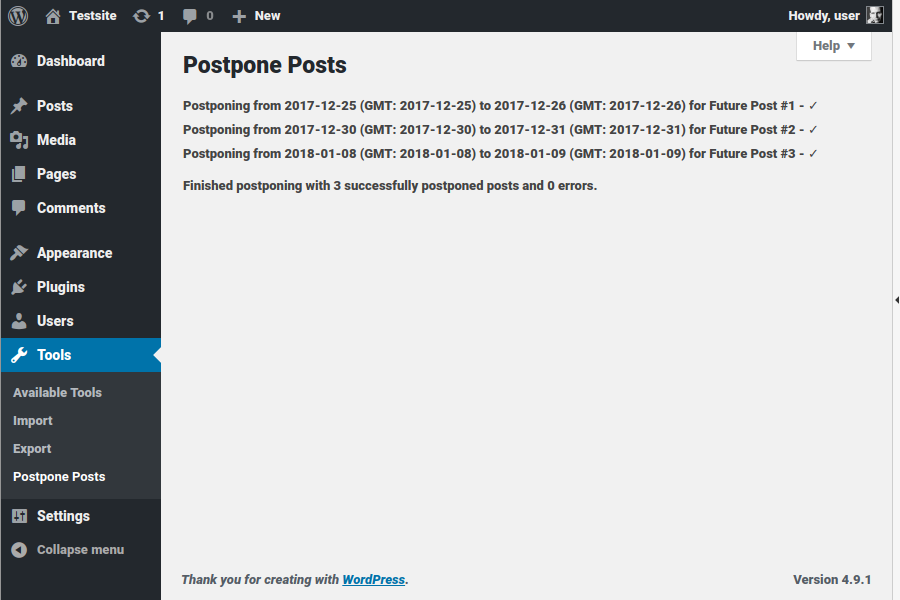 Testsite 1 0 New Howdy, user
Help
Dashboard
Posts
Media
Pages
Comments
Appearance
Plugins
Users
Tools
Available Tools
Import
Export
Postpone Posts
Settings
Collapse menu
Postpone Posts
Postponing from 2017-12-25 (GMT: 2017-12-25) to 2017-12-26 (GMT: 2017-12-26) for Future Post #1 - ✓
Postponing from 2017-12-30 (GMT: 2017-12-30) to 2017-12-31 (GMT: 2017-12-31) for Future Post #2 - ✓
Postponing from 2018-01-08 (GMT: 2018-01-08) to 2018-01-09 (GMT: 2018-01-09) for Future Post #3 - ✓
Finished postponing with 3 successfully postponed posts and 0 errors.
Thank you for creating with WordPress. Version 4.9.1